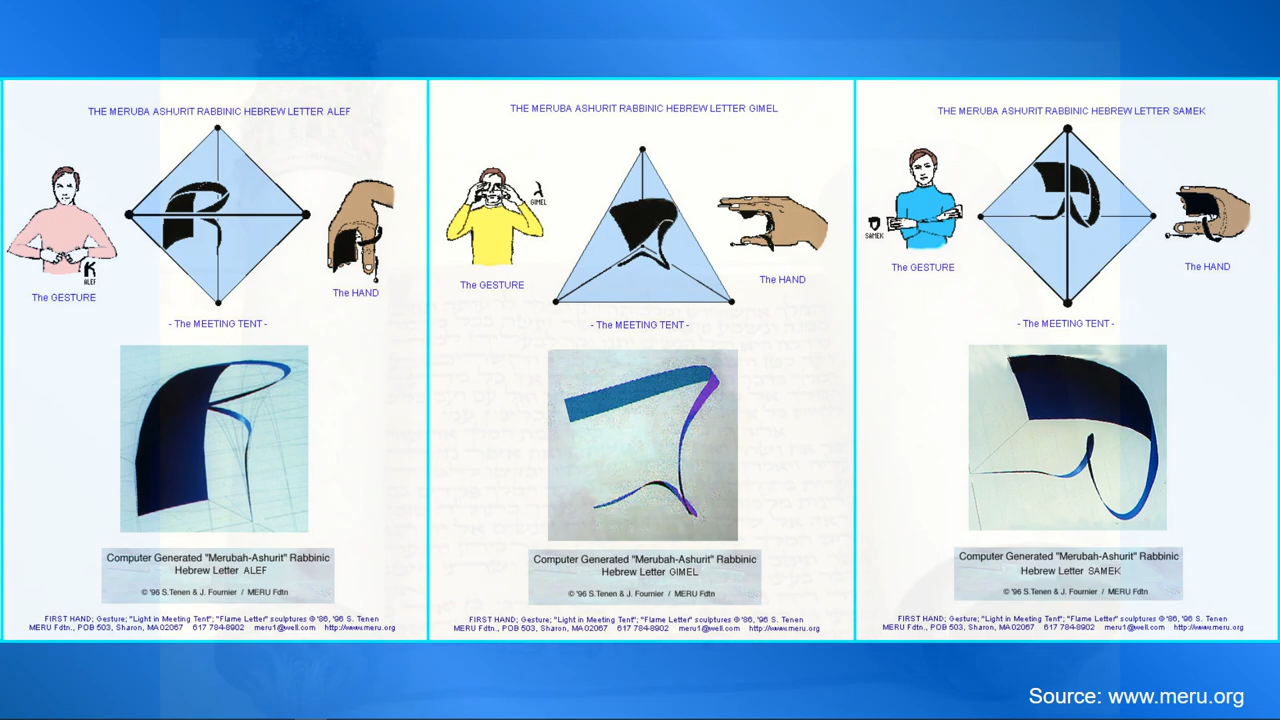 THE MERUBA ASHURIT RABBINIC HEBREW LETTER ALEF
ALEF
The GESTURE
The HAND
- The MEETING TENT -
Computer Generated "Merubah-Ashurit" Rabbinic
Hebrew Letter ALEF
© '96 S.Tenen & J. Fournier / MERU Fdtn
FIRST HAND; Gesture; "Light in Meeting Tent"; "Flame Letter" sculptures © '86, '96 S. Tenen
MERU Fdtn., POB 503, Sharon, MA 02067 617 784-8902 meru1@well.com http://www.meru.org
THE MERUBA ASHURIT RABBINIC HEBREW LETTER GIMEL
GIMEL
The GESTURE
The HAND
- The MEETING TENT -
Computer Generated "Merubah-Ashurit" Rabbinic
Hebrew Letter GIMEL
© '96 S.Tenen & J. Fournier / MERU Fdtn
FIRST HAND; Gesture; "Light in Meeting Tent"; "Flame Letter" sculptures © '86, '96 S. Tenen
MERU Fdtn., POB 503, Sharon, MA 02067 617 784-8902 meru1@well.com http://www.meru.org
THE MERUBA ASHURIT RABBINIC HEBREW LETTER SAMEK
SAMEK
The GESTURE
The HAND
- The MEETING TENT -
Computer Generated "Merubah-Ashurit" Rabbinic
Hebrew Letter SAMEK
© '96 S.Tenen & J. Fournier / MERU Fdtn
FIRST HAND; Gesture; "Light in Meeting Tent"; "Flame Letter" sculptures © '86, '96 S. Tenen
MERU Fdtn., POB 503, Sharon, MA 02067 617 784-8902 meru1@well.com http://www.meru.org
Source: www.meru.org